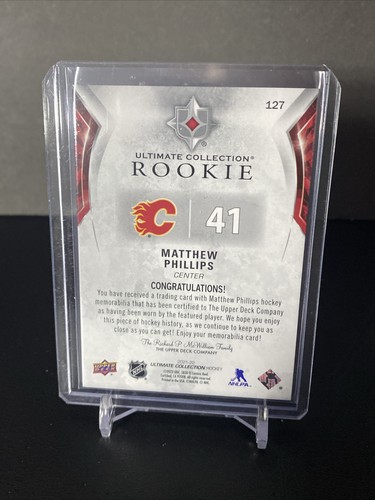 127
ULTIMATE COLLECTION®
ROOKIE
41
MATTHEW
PHILLIPS
CENTER
CONGRATULATIONS!
You have received a trading card with Matthew Phillips hockey
memorabilia that has been certified to The Upper Deck Company
as having been worn by the featured player. We hope you enjoy
this piece of hockey history, as we continue to keep you as
close as you can get! Enjoy your memorabilia card!
The Richard P. McWilliam Family
THE UPPER DECK COMPANY
2021-22
ULTIMATE COLLECTION HOCKEY
NHLPA